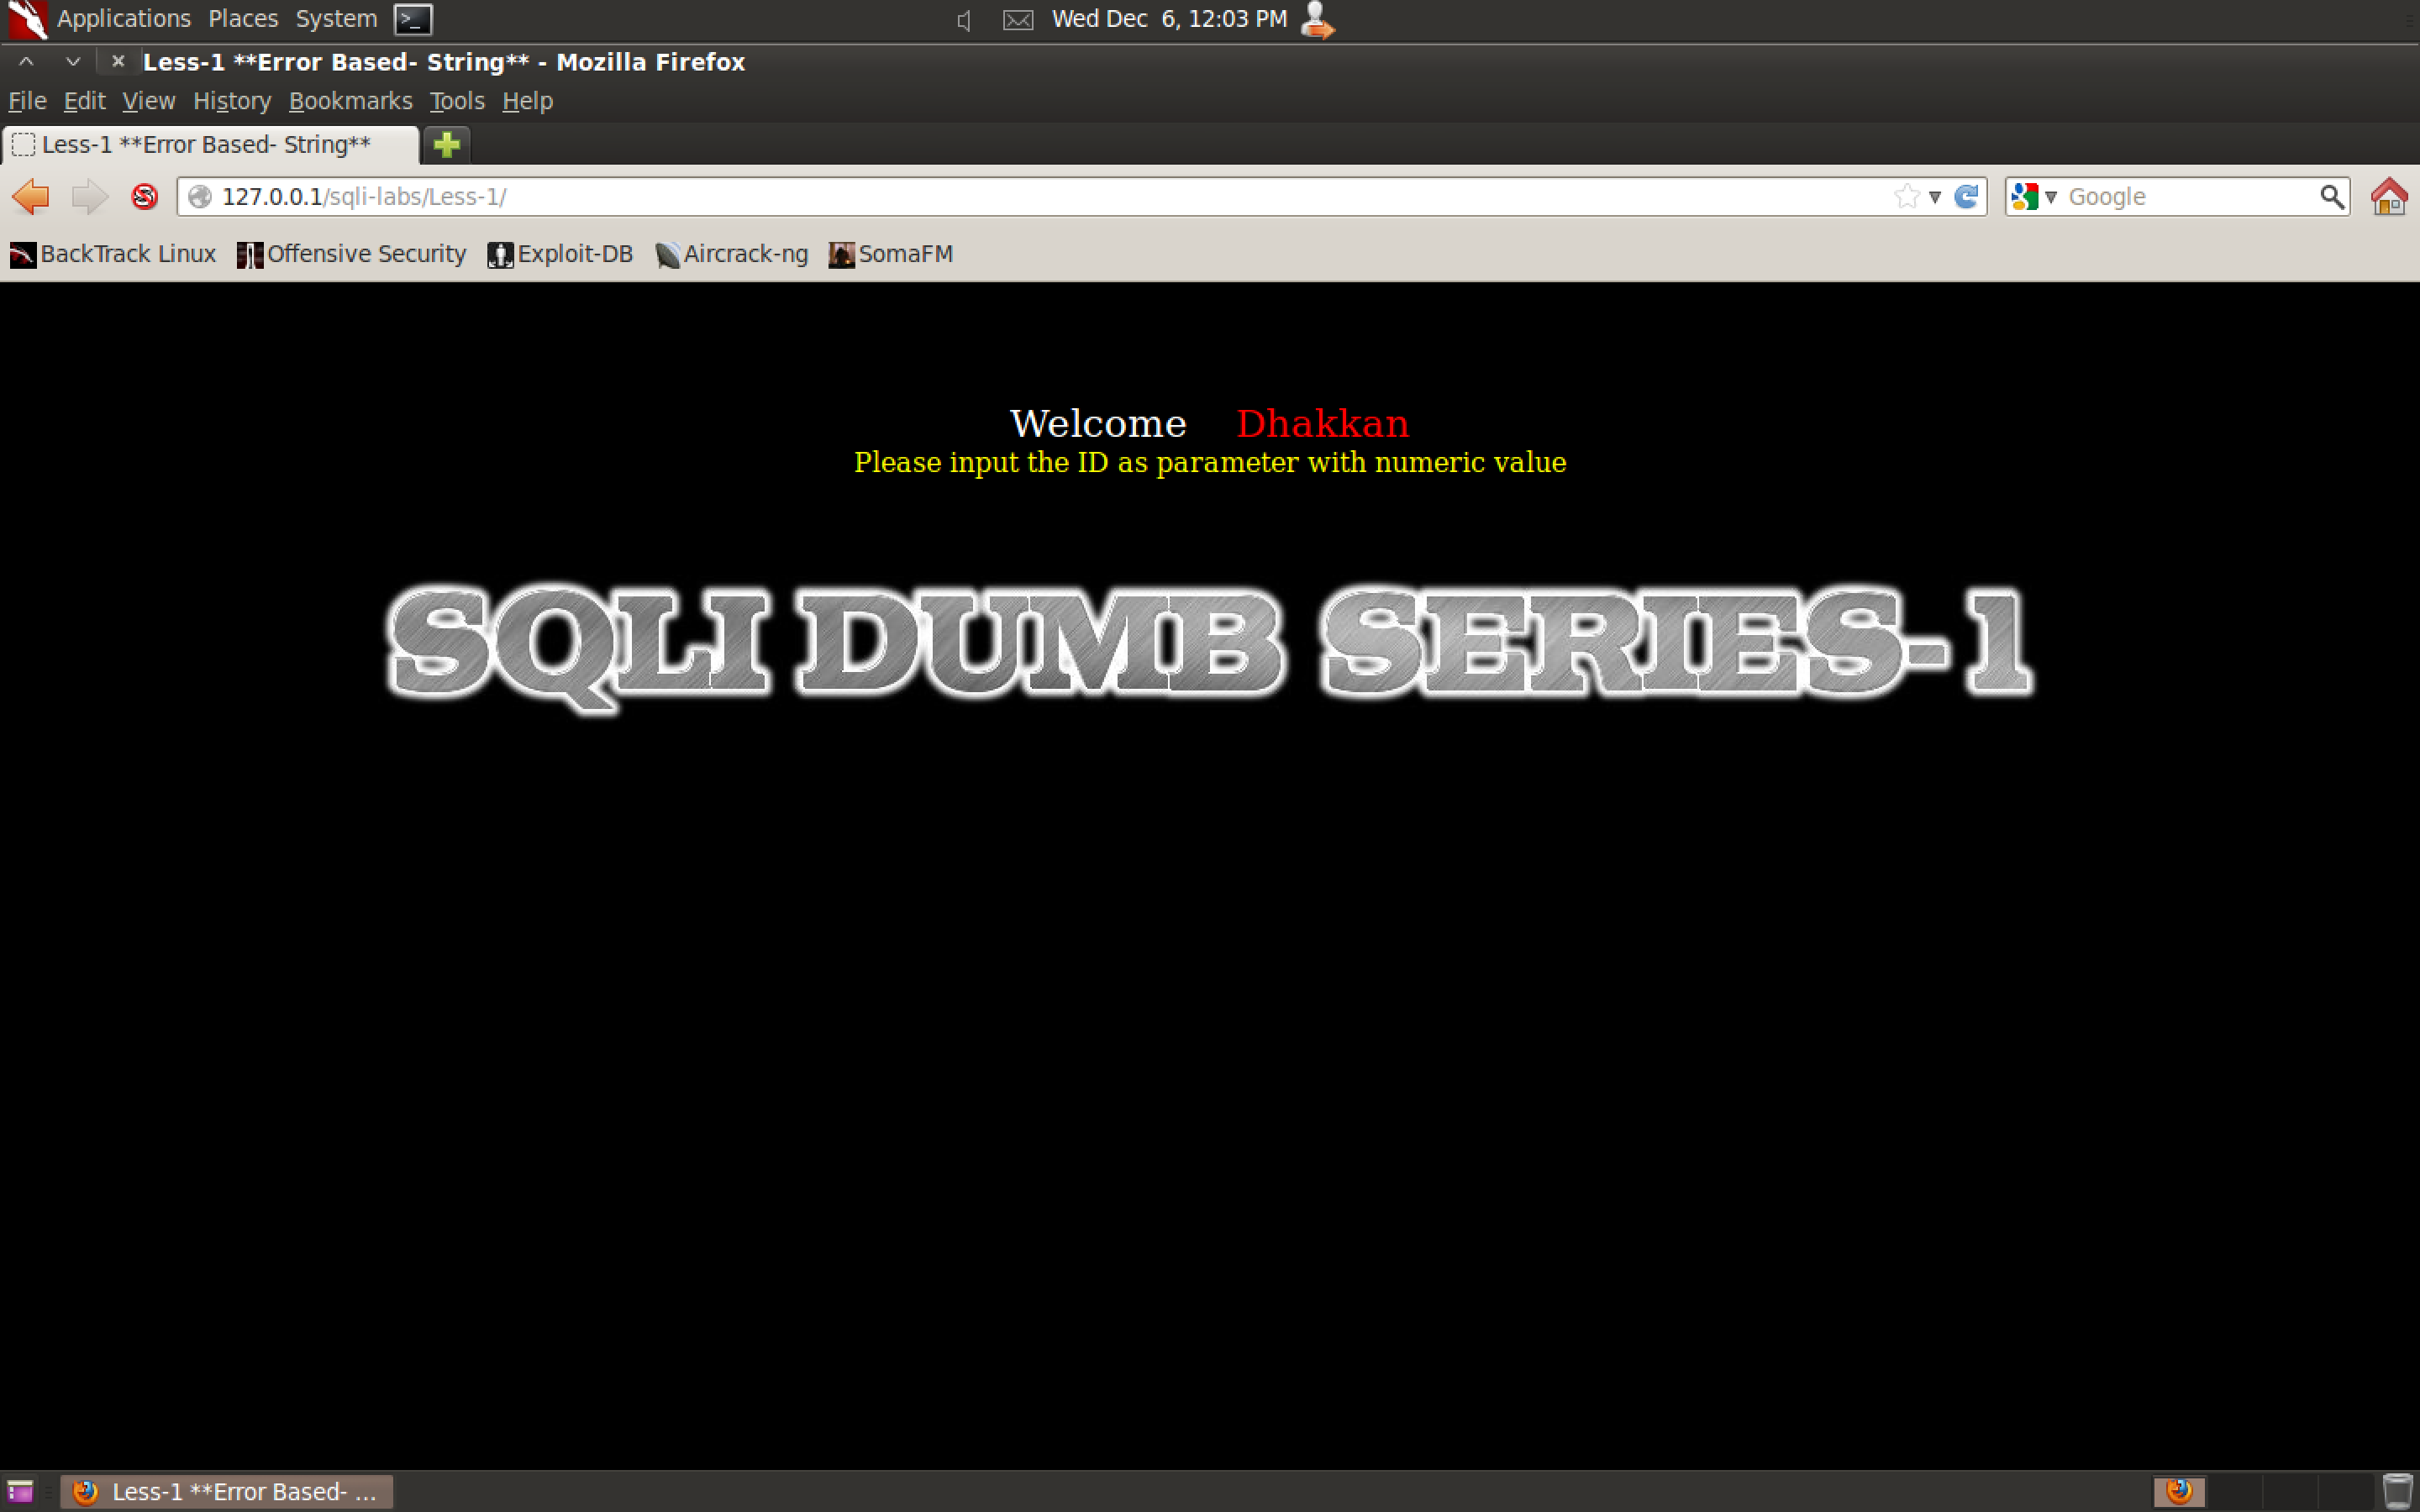 Applications Places System Wed Dec 6, 12:03 PM
Less-1 **Error Based- String** - Mozilla Firefox
File Edit View History Bookmarks Tools Help
Less-1 **Error Based- String**
127.0.0.1/sqli-labs/Less-1/ Google
BackTrack Linux Offensive Security Exploit-DB Aircrack-ng SomaFM
Welcome Dhakkan
Please input the ID as parameter with numeric value
SQLI DUMB SERIES-1
Less-1 **Error Based- ...